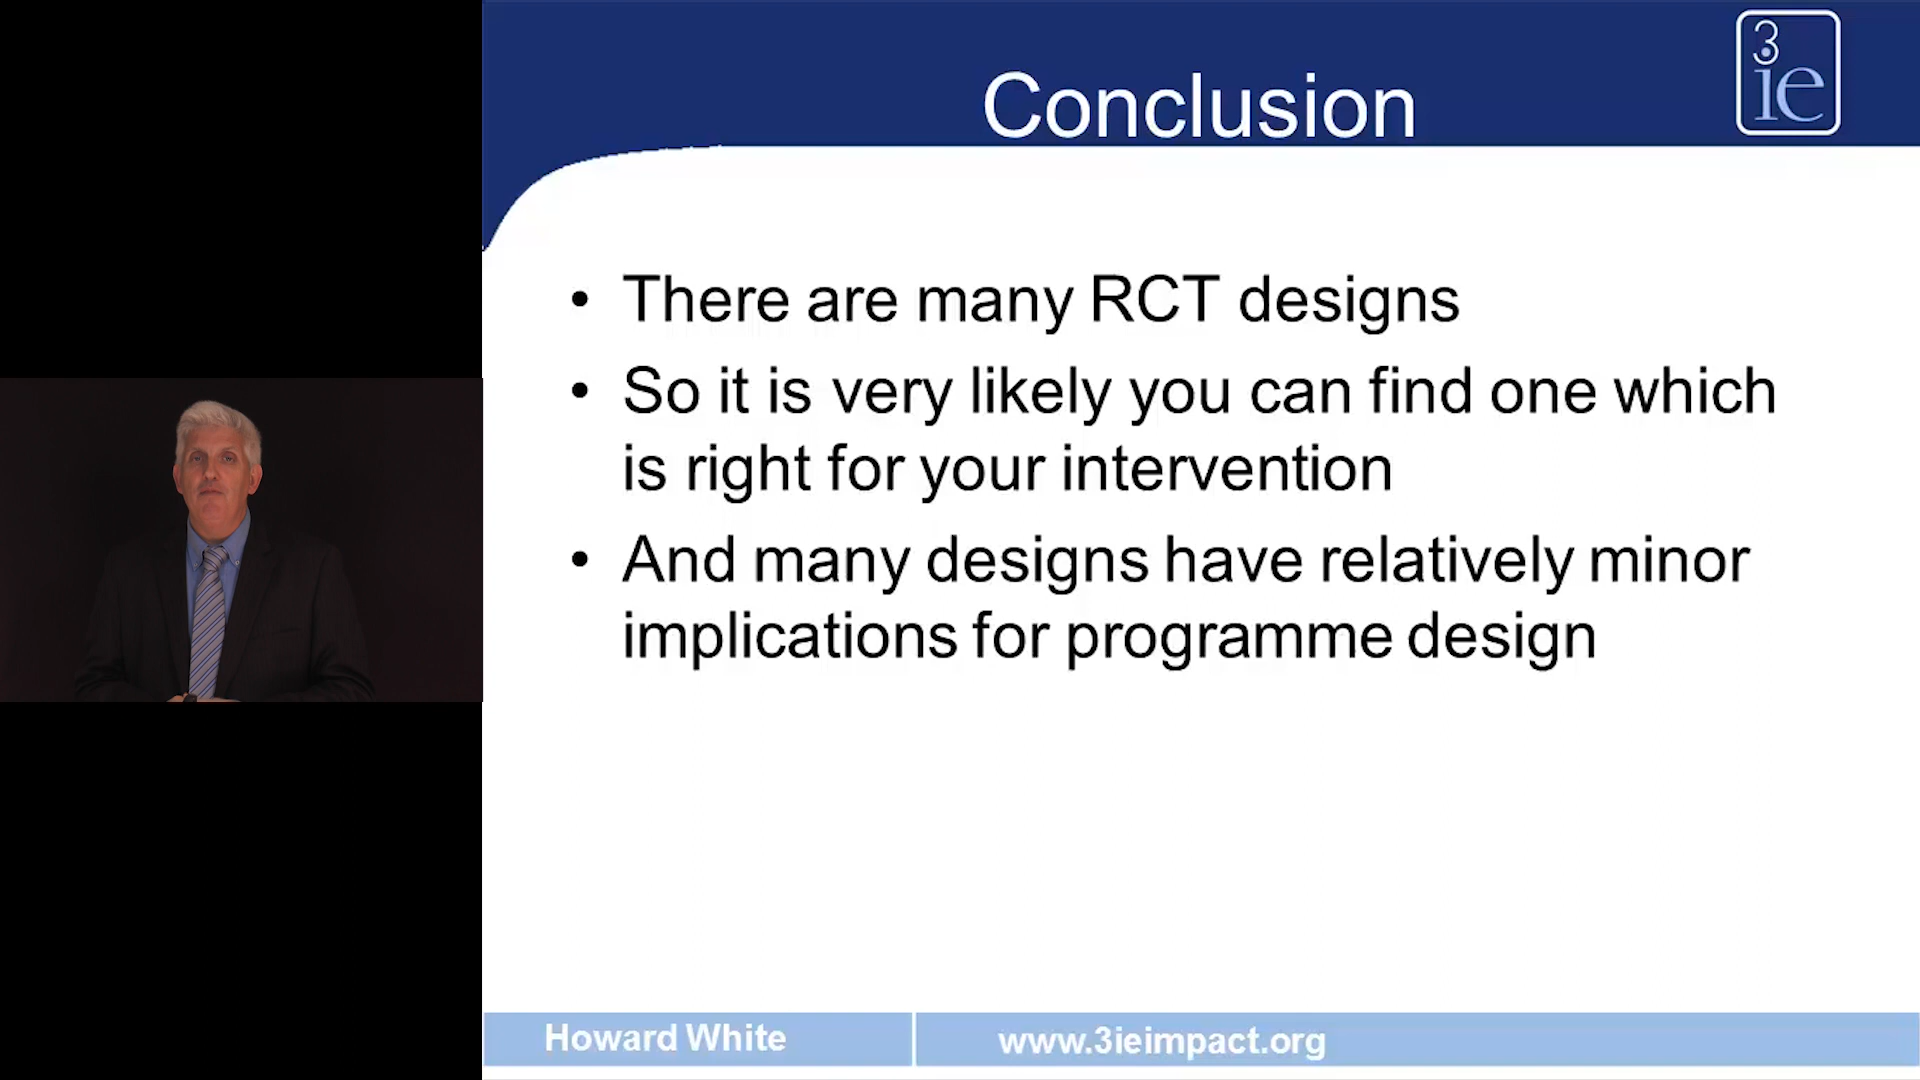 3
ie
Conclusion
• There are many RCT designs
• So it is very likely you can find one which
is right for your intervention
• And many designs have relatively minor
implications for programme design
Howard White
www.3ieimpact.org